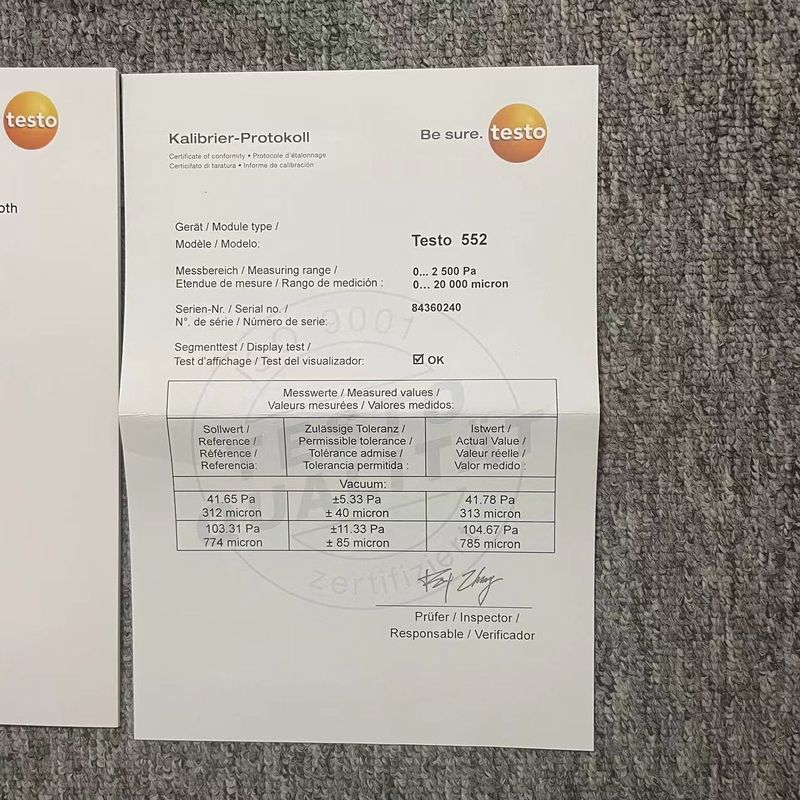 testo
oth
Kalibrier-Protokoll
Certificate of conformity • Protocole d'étalonnage
Certicifato di taratura • Informe de calibración
Be sure. testo
Gerät / Module type /
Modèle / Modelo:
Testo 552
Messbereich / Measuring range /
Etendue de mesure / Rango de medición :
0... 2 500 Pa
0... 20 000 micron
Serien-Nr. / Serial no. /
N°. de série / Número de serie:
84360240
Segmenttest / Display test /
Test d'affichage / Test del visualizador:
☑ OK
Messwerte / Measured values /
Valeurs mesurées / Valores medidos:
Sollwert /
Reference /
Référence /
Referencia:
Zulässige Toleranz /
Permissible tolerance /
Tolérance admise /
Tolerancia permitida :
Istwert /
Actual Value /
Valeur réelle /
Valor medido :
Vacuum:
41.65 Pa ±5.33 Pa 41.78 Pa
312 micron ± 40 micron 313 micron
103.31 Pa ±11.33 Pa 104.67 Pa
774 micron ± 85 micron 785 micron
ISO 9001
zertifizier
Prüfer / Inspector /
Responsable / Verificador